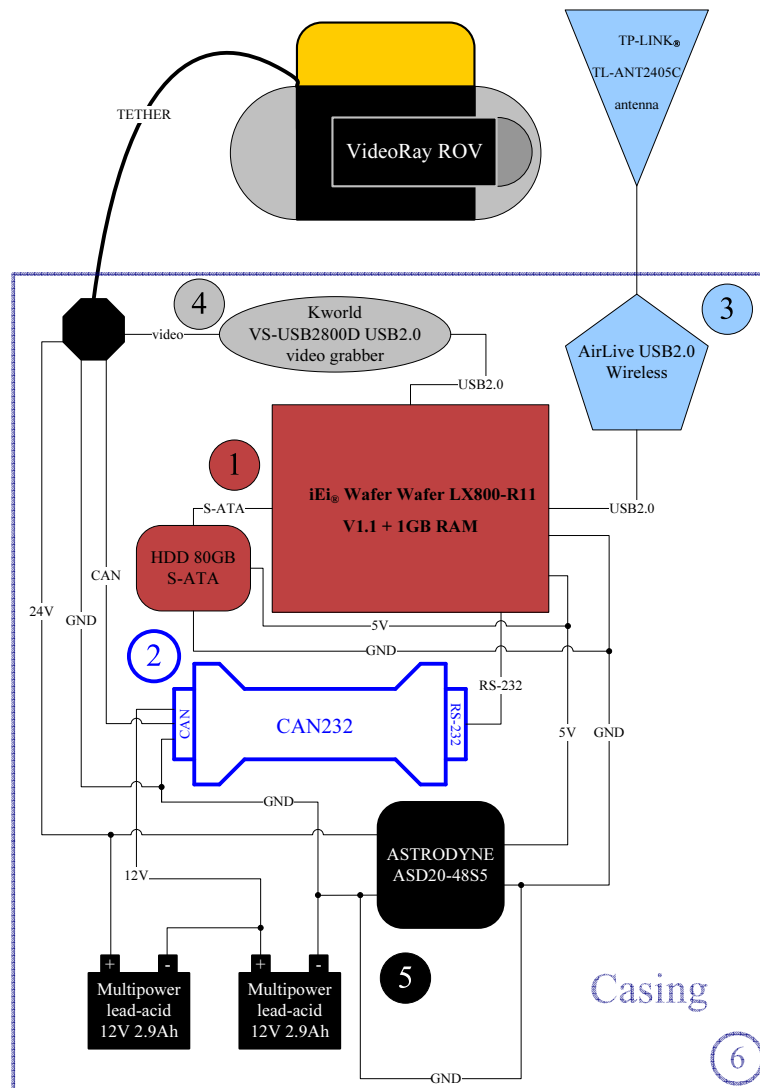 TP-LINK®
TL-ANT2405C
antenna
TETHER
VideoRay ROV
4
Kworld
VS-USB2800D USB2.0
video grabber
video
3
AirLive USB2.0
Wireless
USB2.0
1
iEi® Wafer Wafer LX800-R11
V1.1 + 1GB RAM
S-ATA
USB2.0
HDD 80GB
S-ATA
CAN
24V
GND
5V
GND
2
RS-232
CAN
CAN232
RS-232
5V
GND
GND
ASTRODYNE
ASD20-48S5
12V
+
-
+
-
5
Multipower
lead-acid
12V 2.9Ah
Multipower
lead-acid
12V 2.9Ah
Casing
6
GND